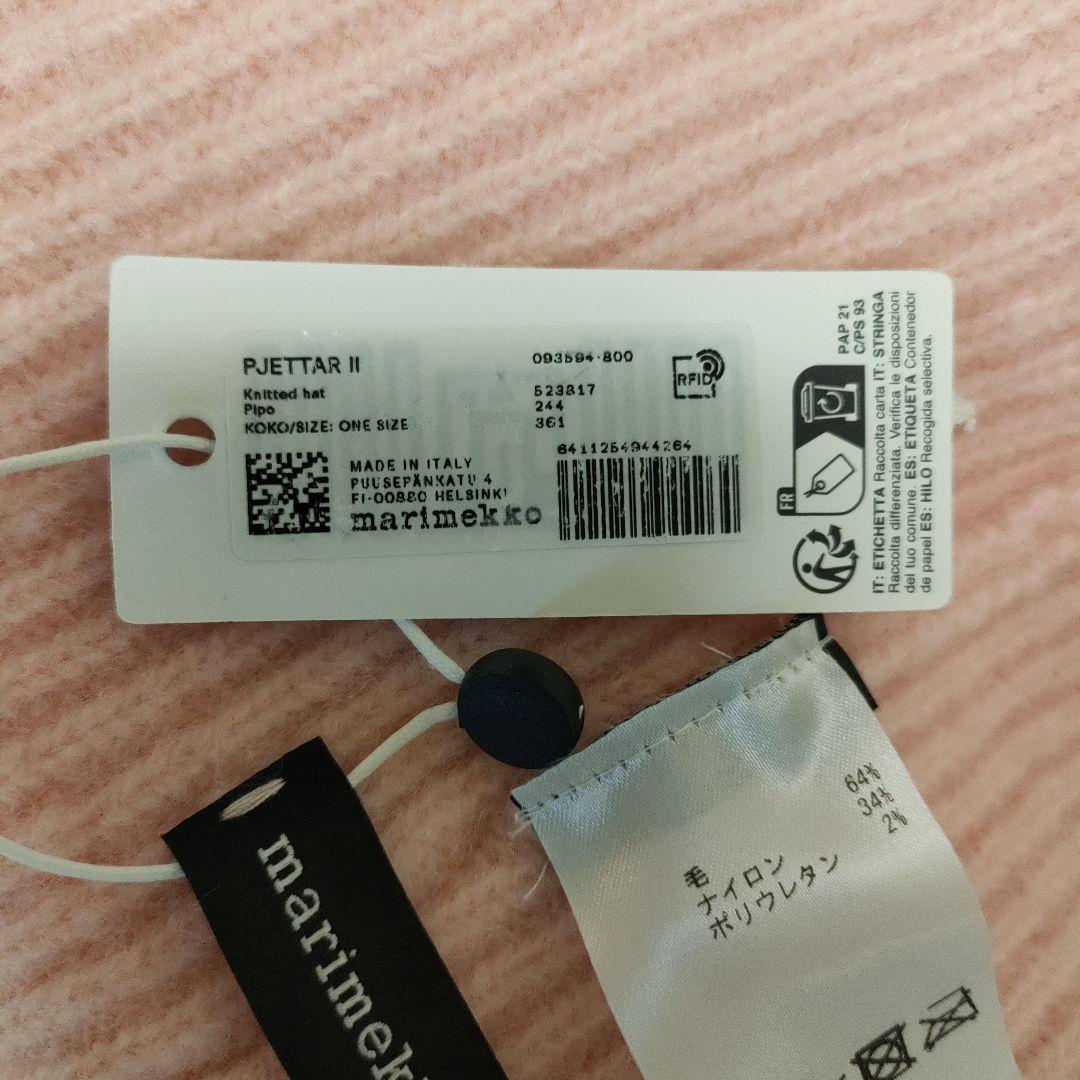 PJETTAR II
093594-800
Knitted hat
Pipo
KOKO/SIZE: ONE SIZE
523817
244
361
RFID
6411254944264
MADE IN ITALY
PUUSEPÄNKATU 4
FI-00880 HELSINKI
marimekko
PAP 21
C/PS 93
FR
IT: ETICHETTA Raccolta carta IT: STRINGA
Raccolta differenziata. Verifica le disposizioni
del tuo comune. ES: ETIQUETA Contenedor
de papel ES: HILO Recogida selectiva.
marimek
毛 64%
ナイロン 34%
ポリウレタン 2%